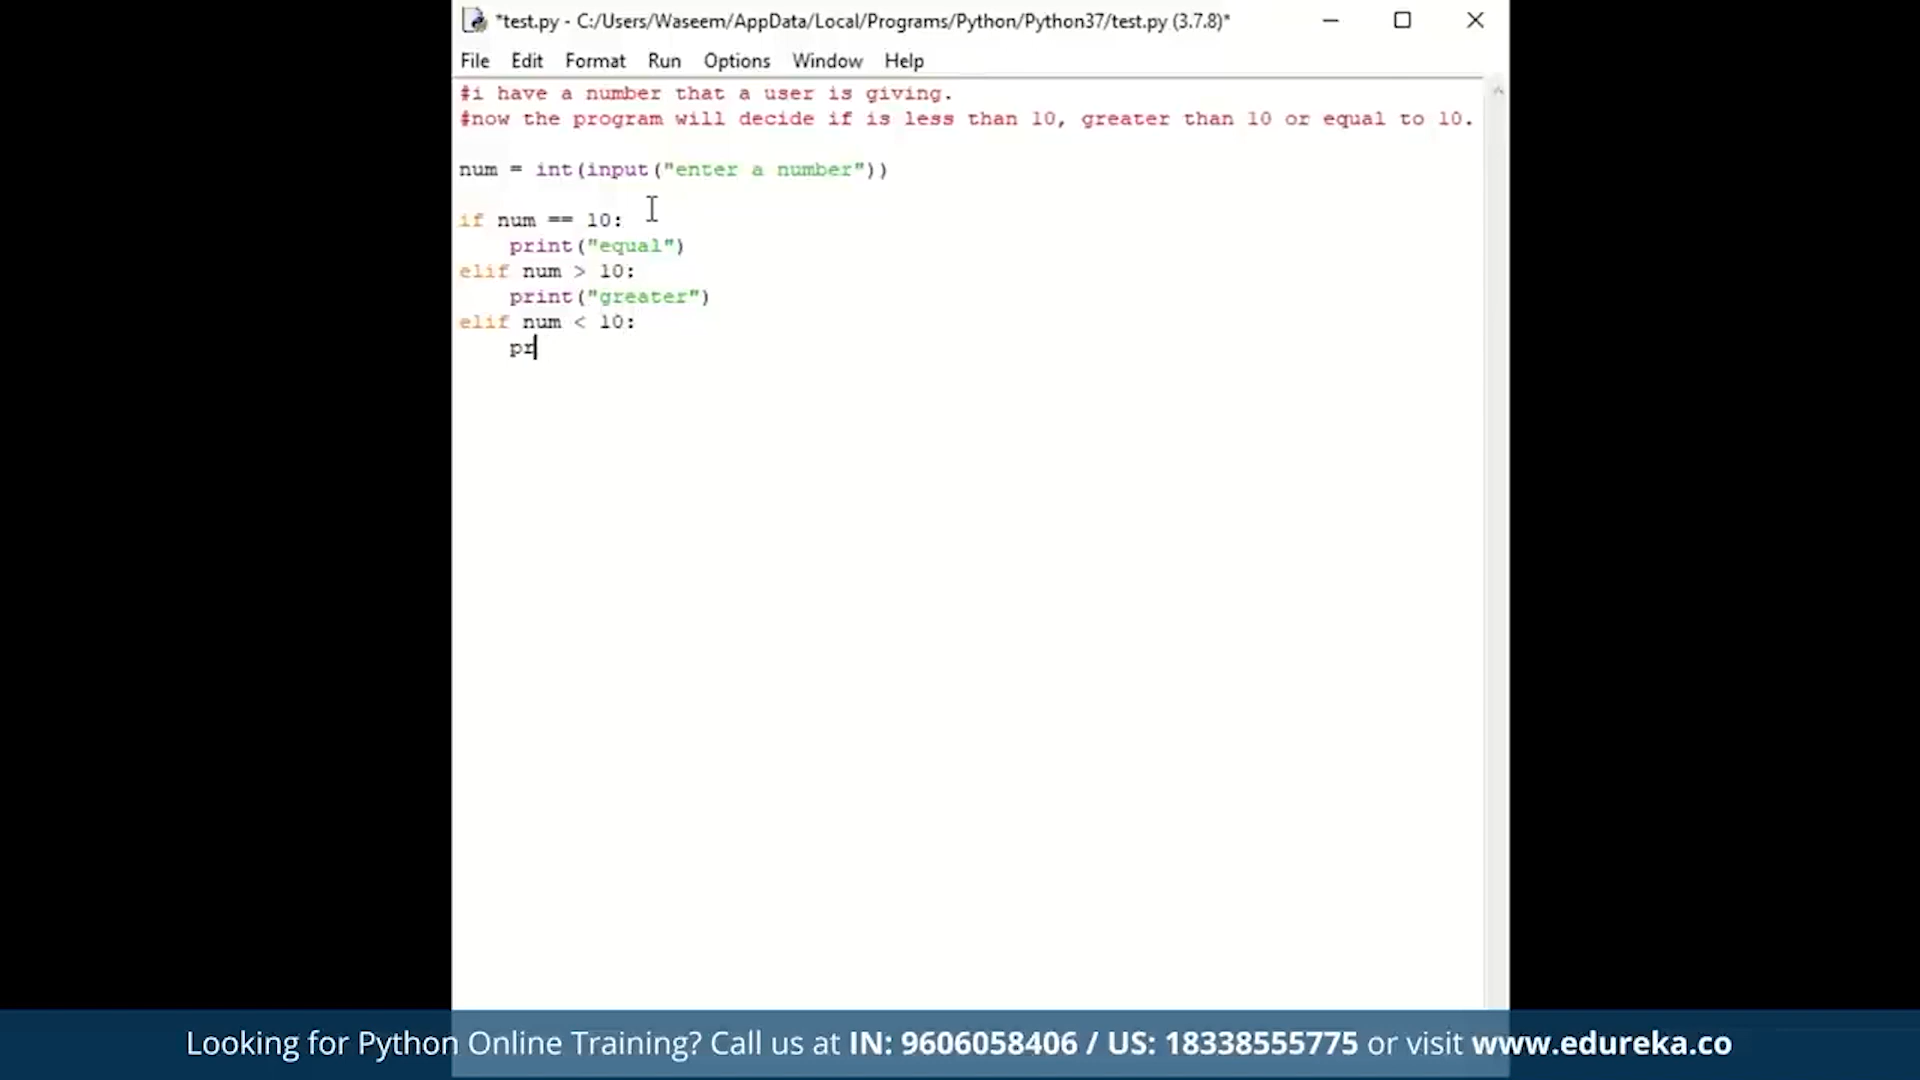 *test.py - C:/Users/Waseem/AppData/Local/Programs/Python/Python37/test.py (3.7.8)*
File Edit Format Run Options Window Help
#i have a number that a user is giving.
#now the program will decide if is less than 10, greater than 10 or equal to 10.
num = int(input("enter a number"))
if num == 10:
    print("equal")
elif num > 10:
    print("greater")
elif num < 10:
    pr
Looking for Python Online Training? Call us at IN: 9606058406 / US: 18338555775 or visit www.edureka.co